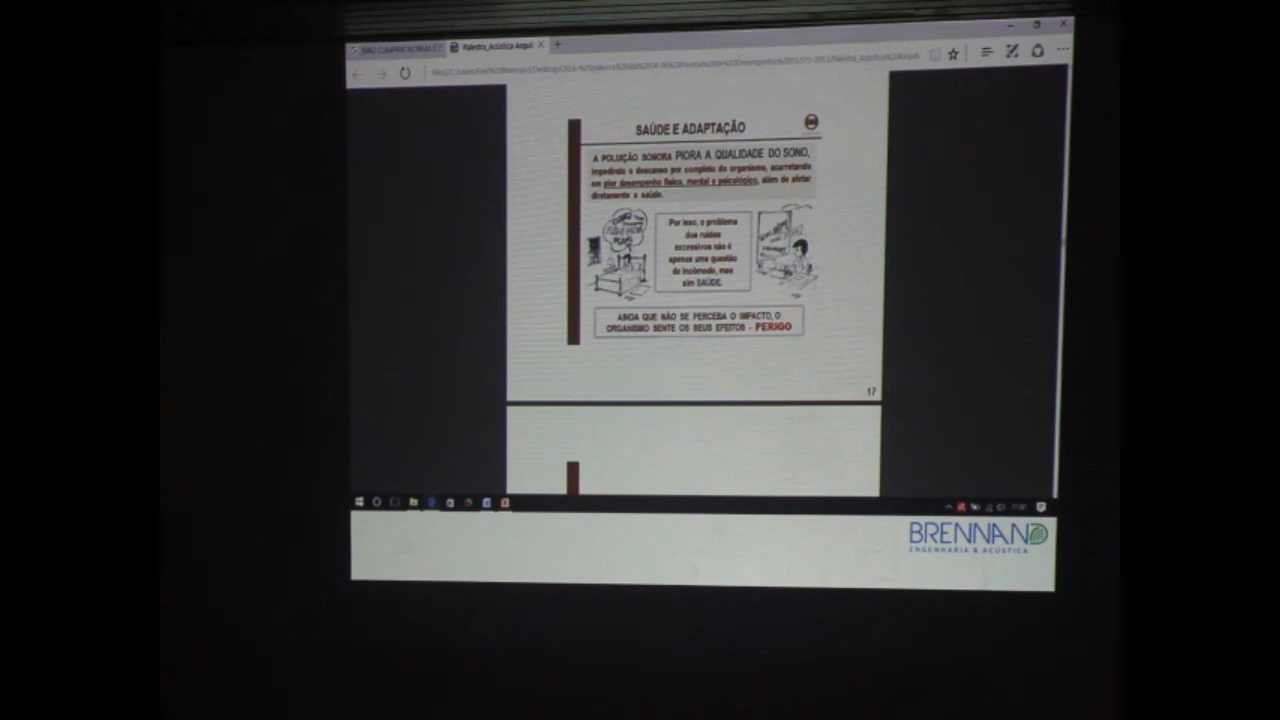 Palestra_Acústica Arquit
SAÚDE E ADAPTAÇÃO
A POLUIÇÃO SONORA PIORA A QUALIDADE DO SONO,
impedindo o descanso por completo do organismo, acarretando
em pior desempenho físico, mental e psicológico, além de afetar
diretamente a saúde.
Por isso, o problema
dos ruídos
excessivos não é
apenas uma questão
de incômodo, mas
sim SAÚDE.
AINDA QUE NÃO SE PERCEBA O IMPACTO, O
ORGANISMO SENTE OS SEUS EFEITOS - PERIGO
17
BRENNAND
ENGENHARIA & ACÚSTICA